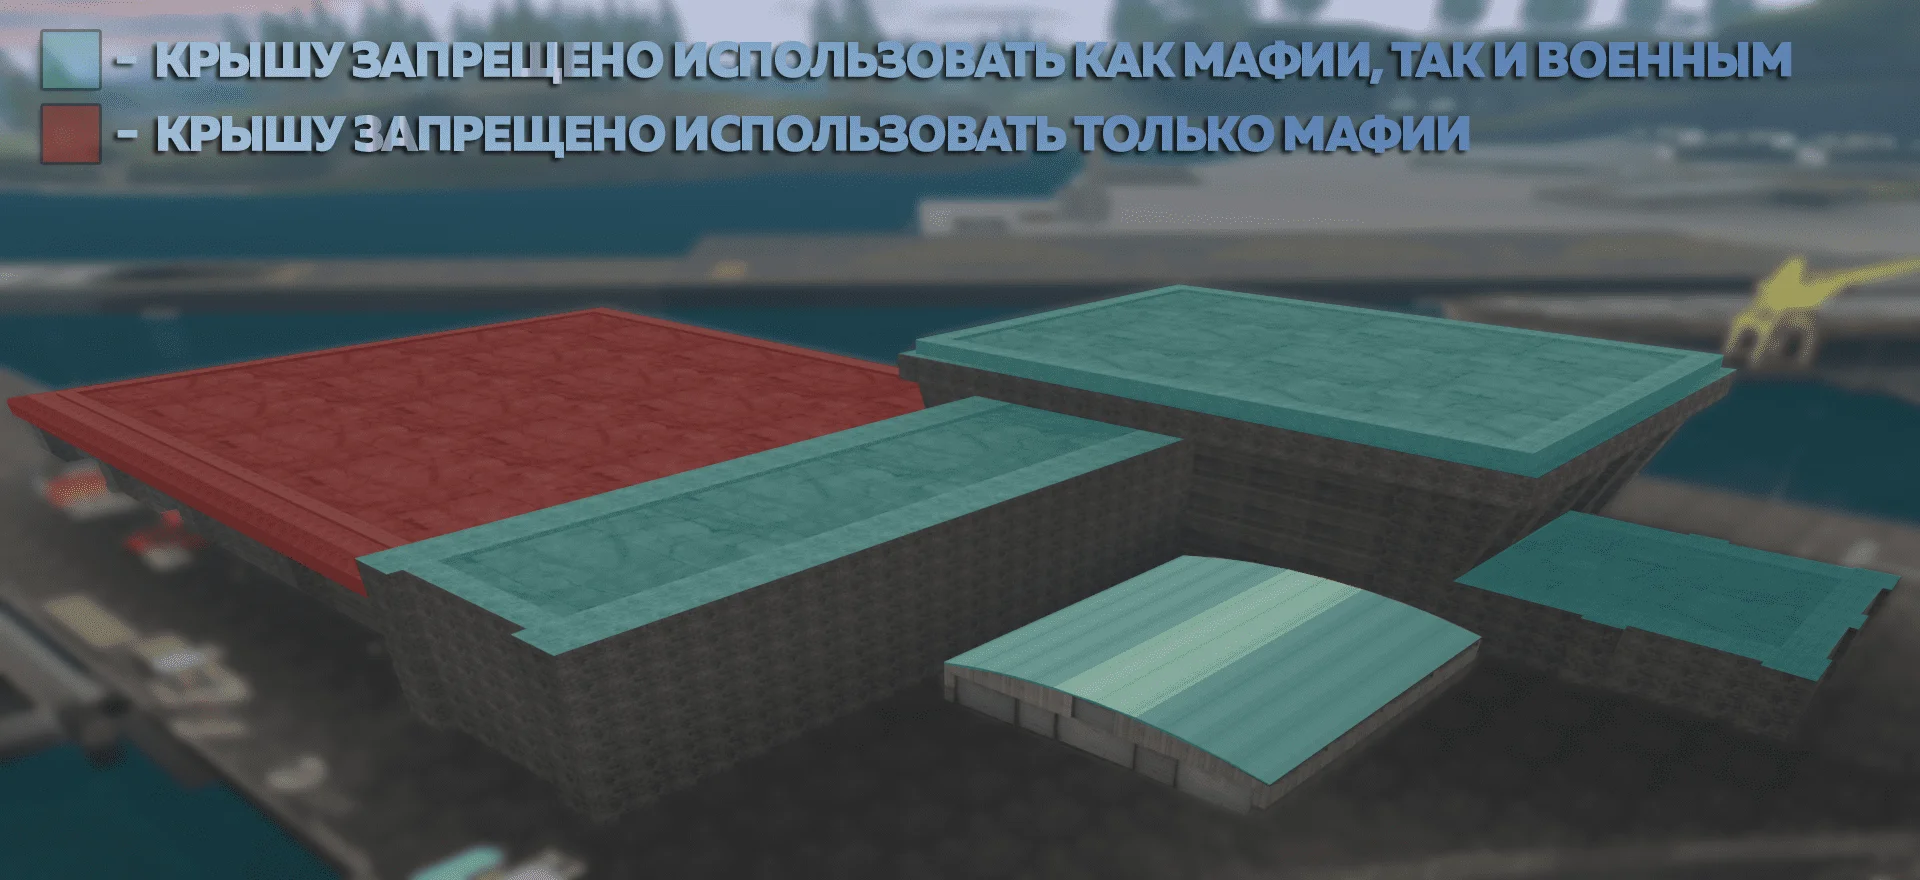 - КРЫШУ ЗАПРЕЩЕНО ИСПОЛЬЗОВАТЬ КАК МАФИИ, ТАК И ВОЕННЫМ
- КРЫШУ ЗАПРЕЩЕНО ИСПОЛЬЗОВАТЬ ТОЛЬКО МАФИИ